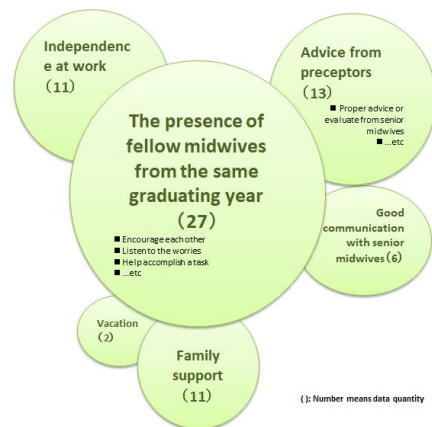 Independenc
e at work
（11）
Advice from
preceptors
（13）
■ Proper advice or
evaluate from senior
midwives
■ ...etc
The presence of
fellow midwives
from the same
graduating year
（27）
■ Encourage each other
■ Listen to the worries
■ Help accomplish a task
■ ...etc
Good
communication
with senior
midwives（6）
Vacation
（2）
Family
support
（11）
( ); Number means data quantity